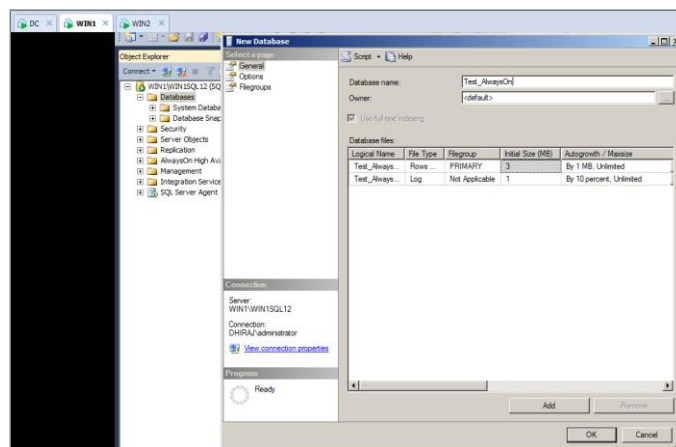 DC
WIN1
WIN2
Object Explorer
Connect
WIN1\WIN1SQL12 (SQ
Databases
System Databa
Database Snap
Security
Server Objects
Replication
AlwaysOn High Ava
Management
Integration Service
SQL Server Agent
New Database
Select a page
General
Options
Filegroups
Script Help
Database name: Test_AlwaysOn
Owner: <default> ...
Use full-text indexing
Database files:
Logical Name File Type Filegroup Initial Size (MB) Autogrowth / Maxsize
Test_Always... Rows ... PRIMARY 3 By 1 MB, Unlimited
Test_Always... Log Not Applicable 1 By 10 percent, Unlimited
Connection
Server:
WIN1\WIN1SQL12
Connection:
DHIRAJ\administrator
View connection properties
Progress
Ready
Add Remove
OK Cancel